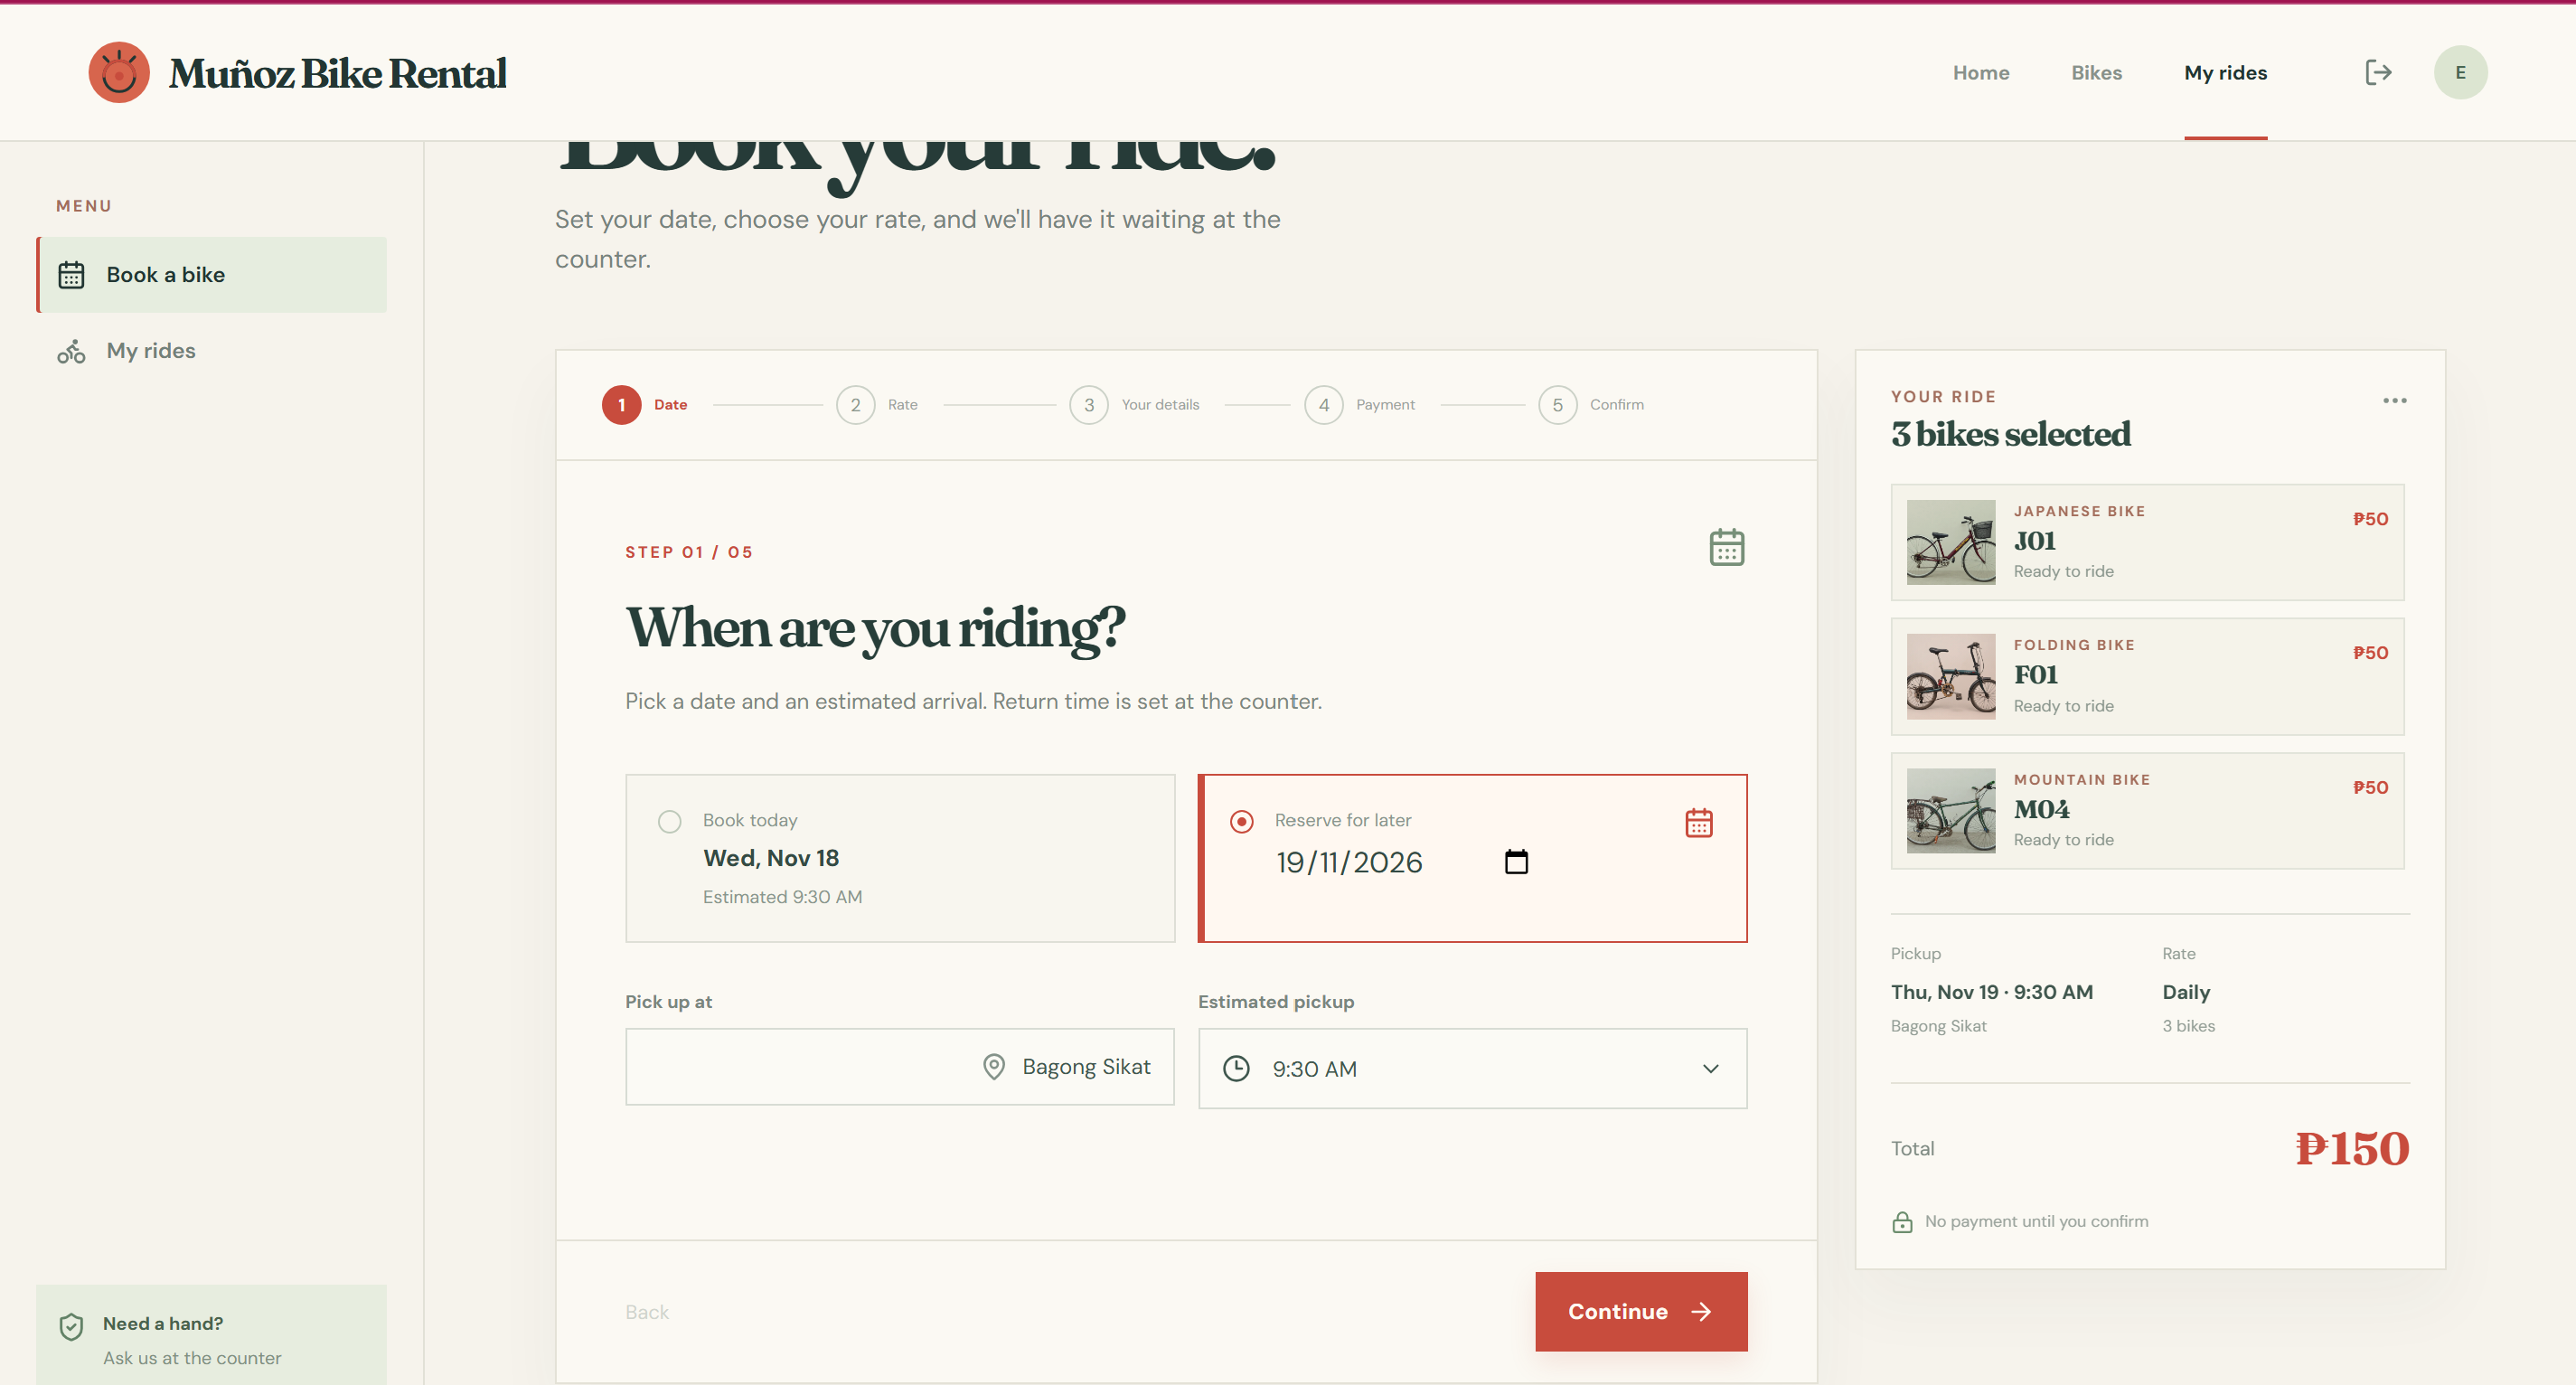 Muñoz Bike Rental
Home
Bikes
My rides
E
MENU
Book a bike
My rides
Need a hand?
Ask us at the counter
Book your ride.
Set your date, choose your rate, and we'll have it waiting at the
counter.
1 Date
2 Rate
3 Your details
4 Payment
5 Confirm
STEP 01 / 05
When are you riding?
Pick a date and an estimated arrival. Return time is set at the counter.
Book today
Wed, Nov 18
Estimated 9:30 AM
Reserve for later
19/11/2026
Pick up at
Bagong Sikat
Estimated pickup
9:30 AM
Back
Continue
YOUR RIDE
3 bikes selected
JAPANESE BIKE
J01
Ready to ride
₱50
FOLDING BIKE
F01
Ready to ride
₱50
MOUNTAIN BIKE
M04
Ready to ride
₱50
Pickup
Thu, Nov 19 · 9:30 AM
Bagong Sikat
Rate
Daily
3 bikes
Total
₱150
No payment until you confirm